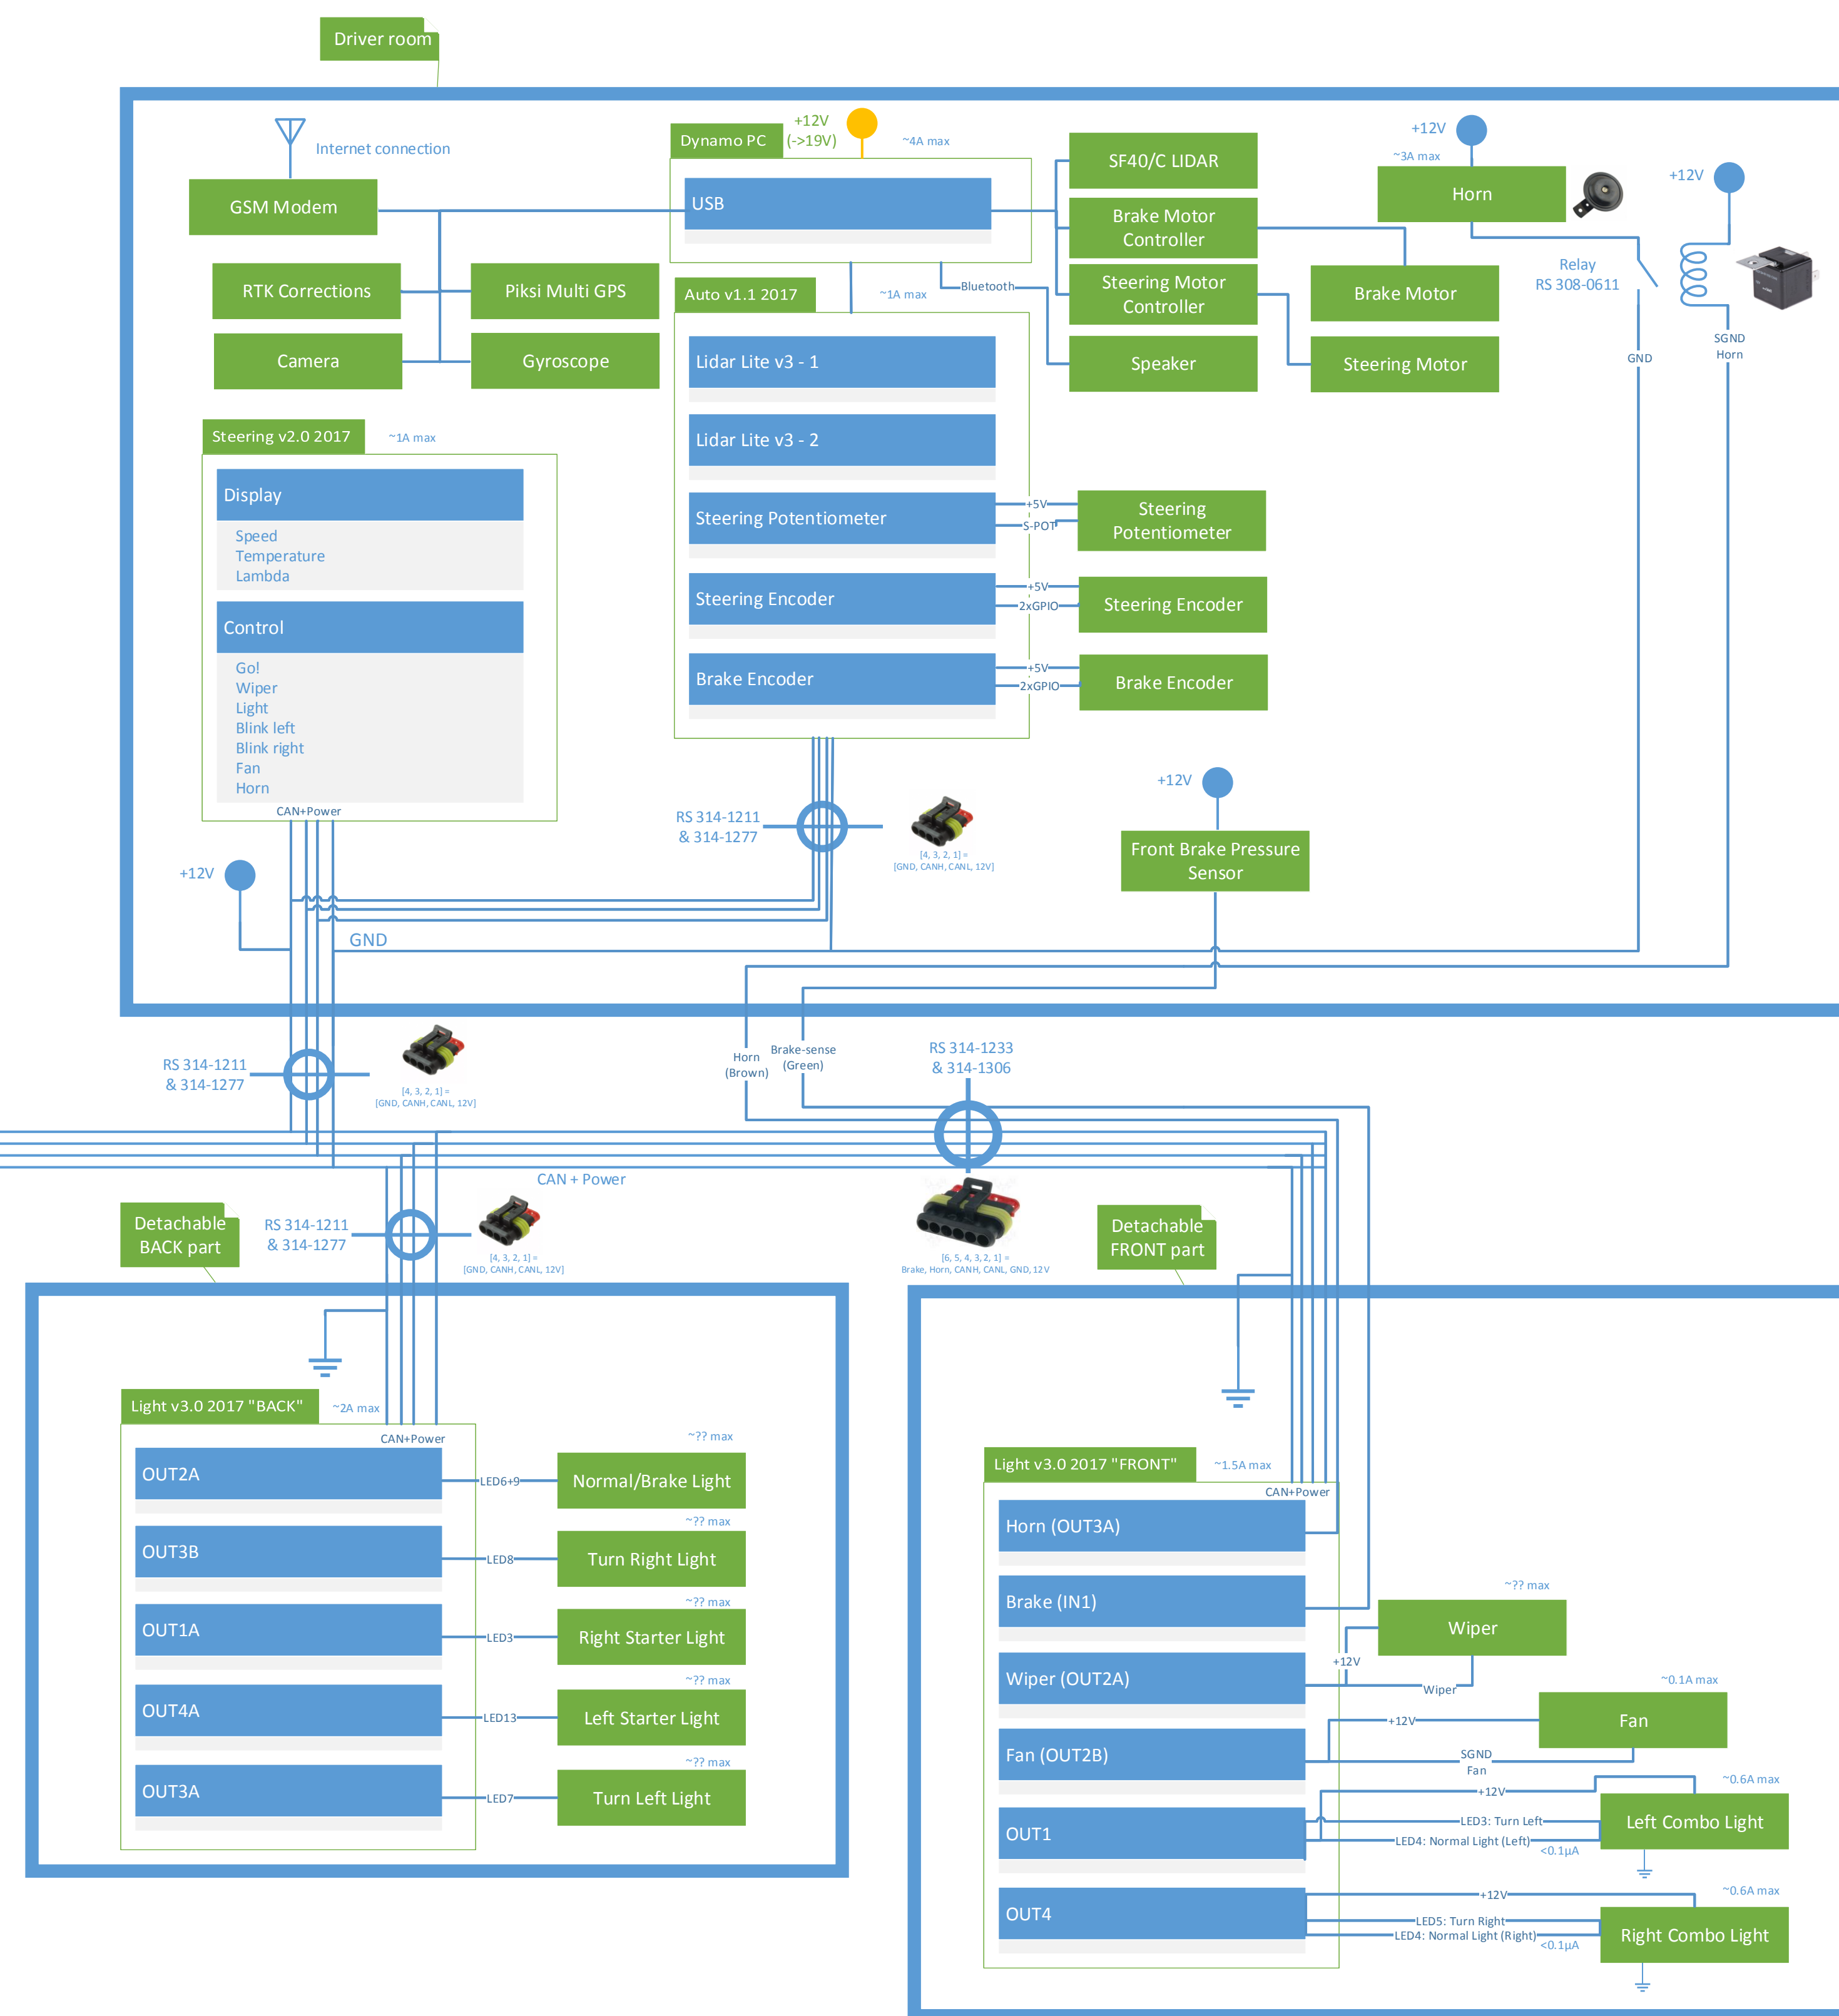 Driver room
Internet connection
GSM Modem
RTK Corrections
Piksi Multi GPS
Camera
Gyroscope
Dynamo PC
+12V
(->19V)
~4A max
USB
Bluetooth
SF40/C LIDAR
Brake Motor
Controller
Steering Motor
Controller
Speaker
Brake Motor
Steering Motor
+12V
~3A max
Horn
+12V
Relay
RS 308-0611
GND
SGND
Horn
Auto v1.1 2017
~1A max
Lidar Lite v3 - 1
Lidar Lite v3 - 2
Steering Potentiometer
+5V
S-POT
Steering
Potentiometer
Steering Encoder
+5V
2xGPIO
Steering Encoder
Brake Encoder
+5V
2xGPIO
Brake Encoder
Steering v2.0 2017
~1A max
Display
Speed
Temperature
Lambda
Control
Go!
Wiper
Light
Blink left
Blink right
Fan
Horn
CAN+Power
+12V
GND
RS 314-1211
& 314-1277
[4, 3, 2, 1] =
[GND, CANH, CANL, 12V]
+12V
Front Brake Pressure
Sensor
RS 314-1211
& 314-1277
[4, 3, 2, 1] =
[GND, CANH, CANL, 12V]
Horn
(Brown)
Brake-sense
(Green)
RS 314-1233
& 314-1306
CAN + Power
[6, 5, 4, 3, 2, 1] =
Brake, Horn, CANH, CANL, GND, 12V
Detachable
BACK part
RS 314-1211
& 314-1277
[4, 3, 2, 1] =
[GND, CANH, CANL, 12V]
Detachable
FRONT part
Light v3.0 2017 "BACK"
~2A max
CAN+Power
OUT2A
LED6+9
~?? max
Normal/Brake Light
OUT3B
LED8
~?? max
Turn Right Light
OUT1A
LED3
~?? max
Right Starter Light
OUT4A
LED13
~?? max
Left Starter Light
OUT3A
LED7
~?? max
Turn Left Light
Light v3.0 2017 "FRONT"
~1.5A max
CAN+Power
Horn (OUT3A)
Brake (IN1)
Wiper (OUT2A)
+12V
Wiper
~?? max
Wiper
Fan (OUT2B)
+12V
SGND
Fan
~0.1A max
Fan
OUT1
+12V
LED3: Turn Left
LED4: Normal Light (Left)
<0.1µA
~0.6A max
Left Combo Light
OUT4
+12V
LED5: Turn Right
LED4: Normal Light (Right)
<0.1µA
~0.6A max
Right Combo Light